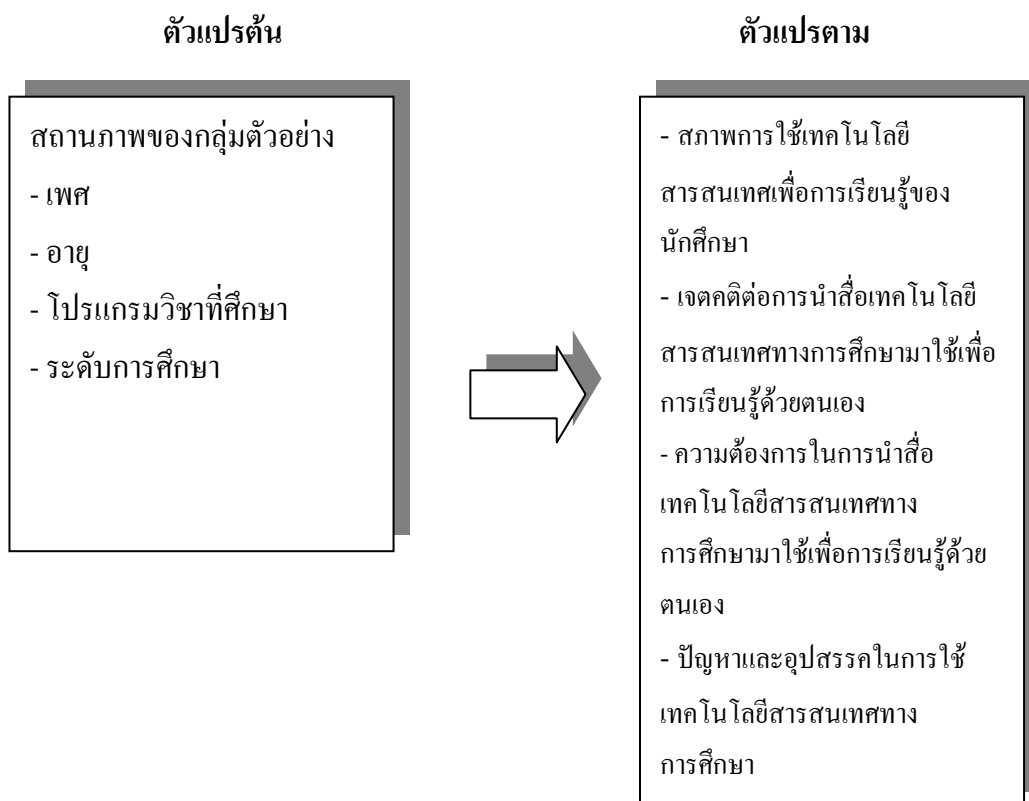 ตัวแปรต้น
สถานภาพของกลุ่มตัวอย่าง
- เพศ
- อายุ
- โปรแกรมวิชาที่ศึกษา
- ระดับการศึกษา
ตัวแปรตาม
- สภาพการใช้เทคโนโลยี
สารสนเทศเพื่อการเรียนรู้ของ
นักศึกษา
- เจตคติต่อการนำสื่อเทคโนโลยี
สารสนเทศทางการศึกษามาใช้เพื่อ
การเรียนรู้ด้วยตนเอง
- ความต้องการในการนำสื่อ
เทคโนโลยีสารสนเทศทาง
การศึกษามาใช้เพื่อการเรียนรู้ด้วย
ตนเอง
- ปัญหาและอุปสรรคในการใช้
เทคโนโลยีสารสนเทศทาง
การศึกษา